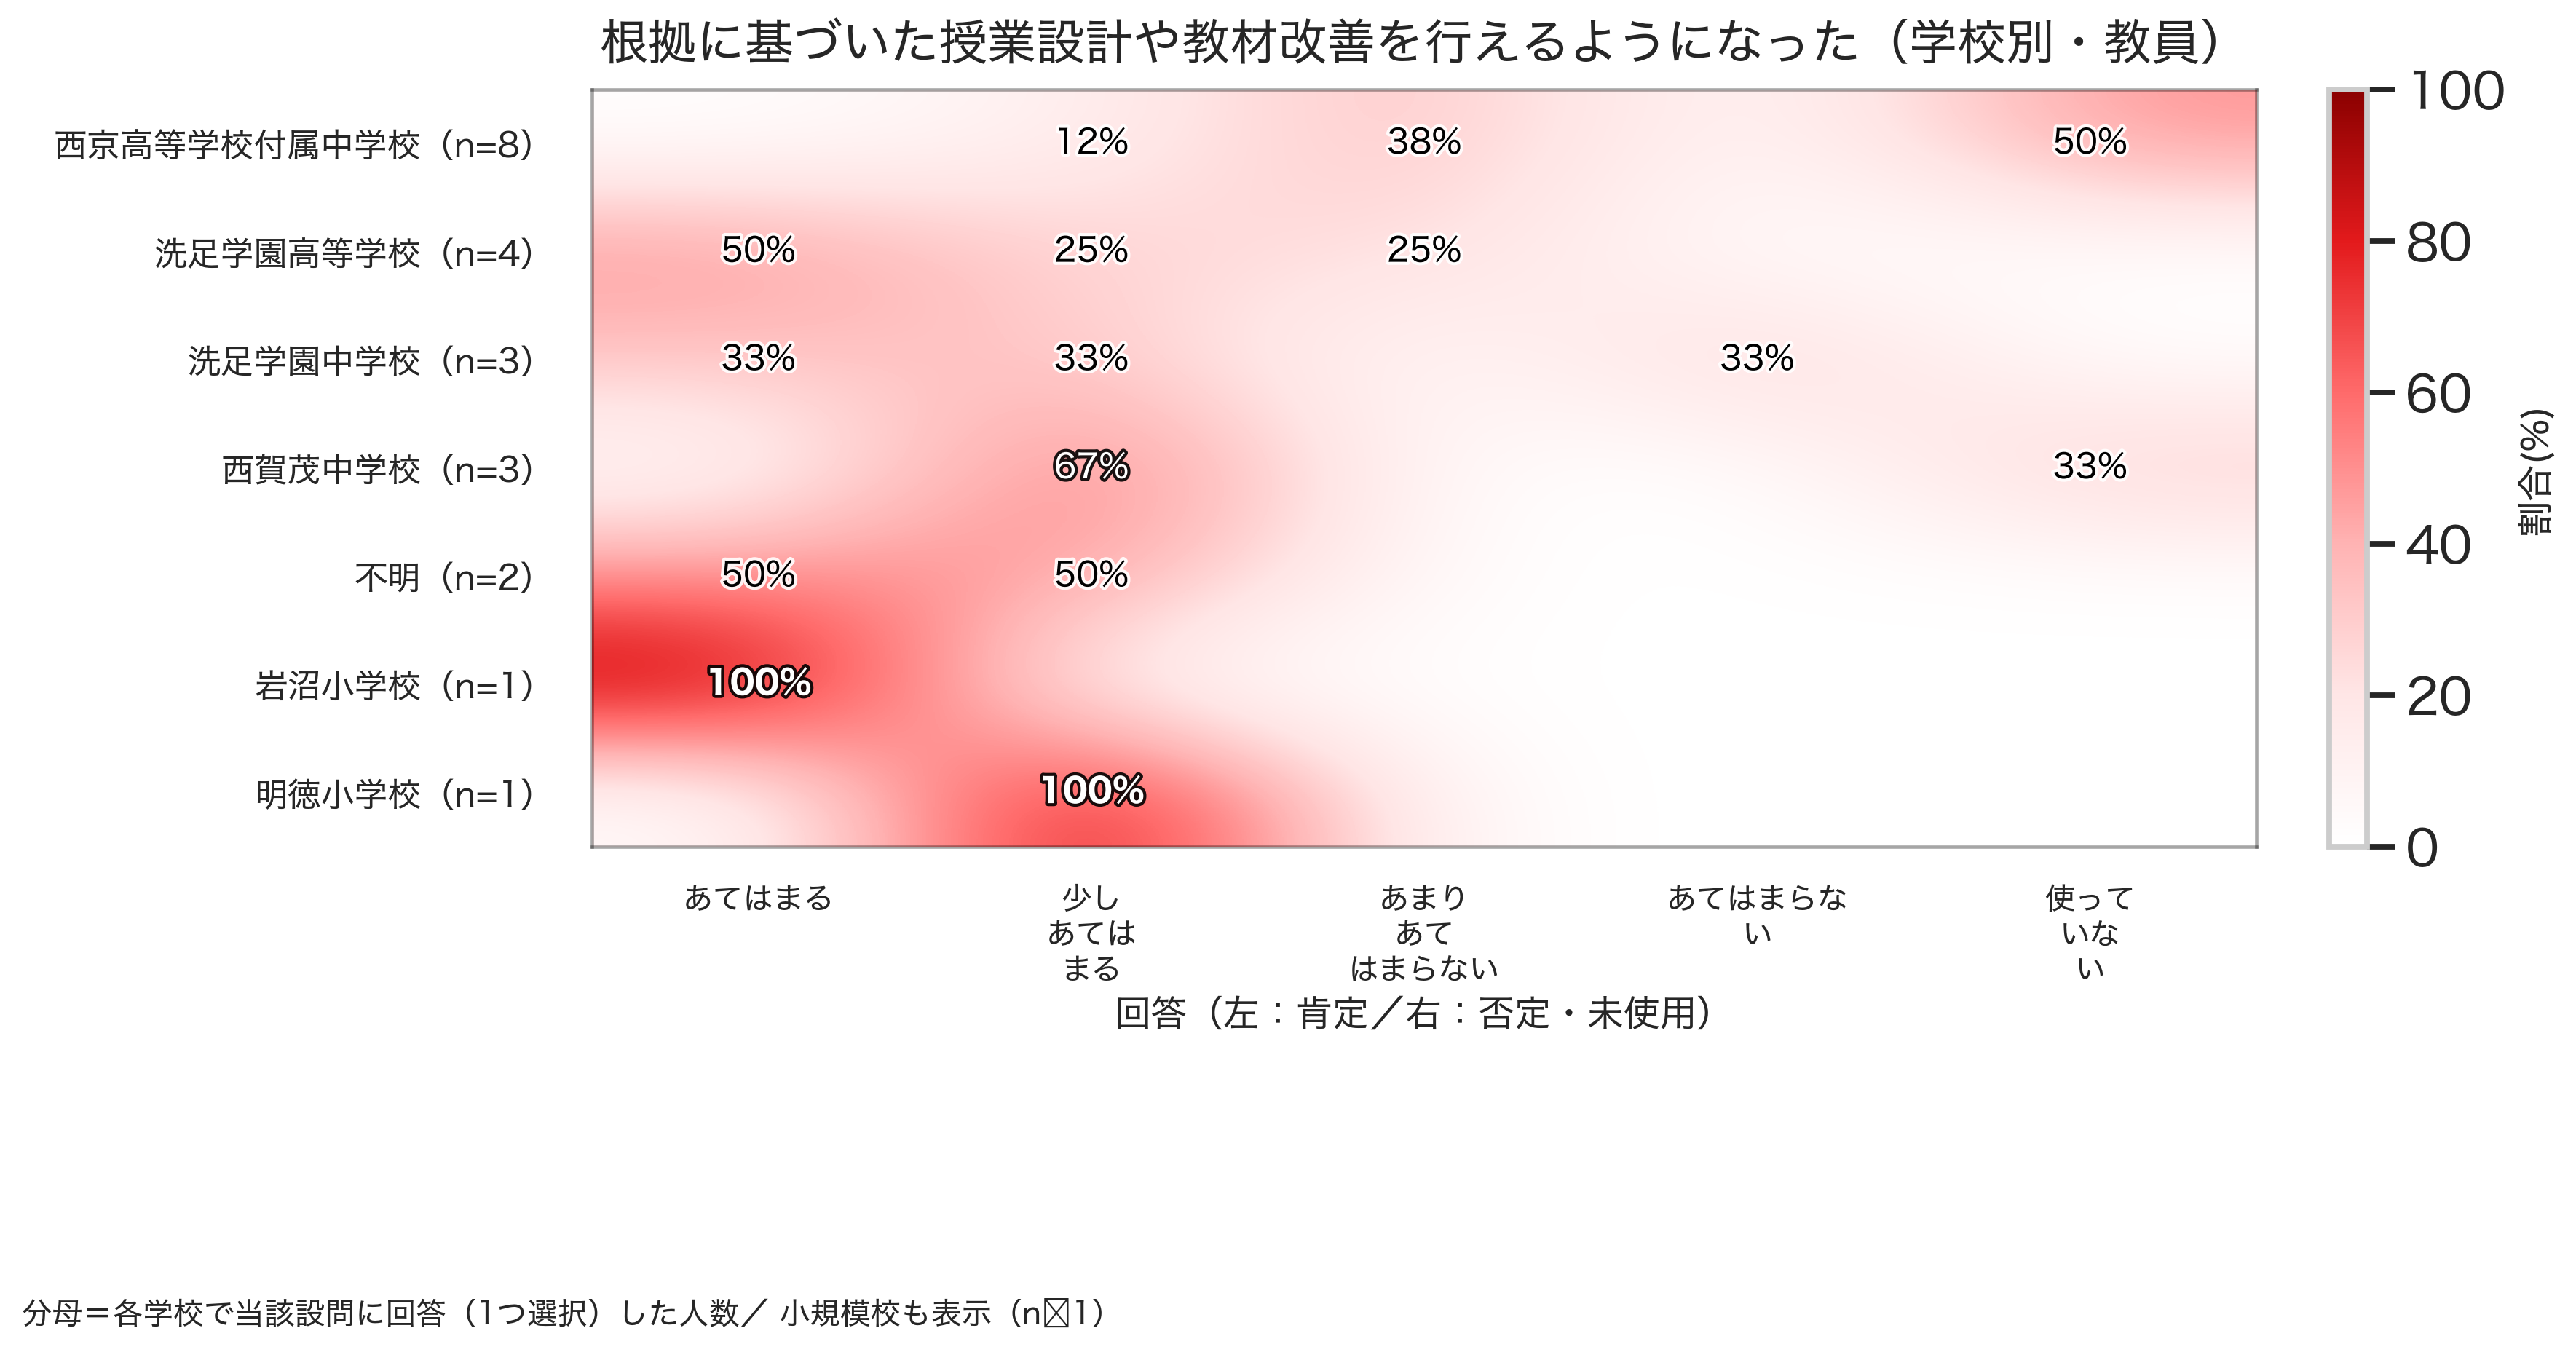 根拠に基づいた授業設計や教材改善を行えるようになった（学校別・教員）
西京高等学校付属中学校（n=8） 12% 38% 50%
洗足学園高等学校（n=4） 50% 25% 25%
洗足学園中学校（n=3） 33% 33% 33%
西賀茂中学校（n=3） 67% 33%
不明（n=2） 50% 50%
岩沼小学校（n=1） 100%
明徳小学校（n=1） 100%
100
80
60
40
20
0
割合(%)
あてはまる
少し
あては
まる
あまり
あて
はまらない
あてはまらな
い
使って
いな
い
回答（左：肯定／右：否定・未使用）
分母＝各学校で当該設問に回答（1つ選択）した人数／ 小規模校も表示（n☒1）